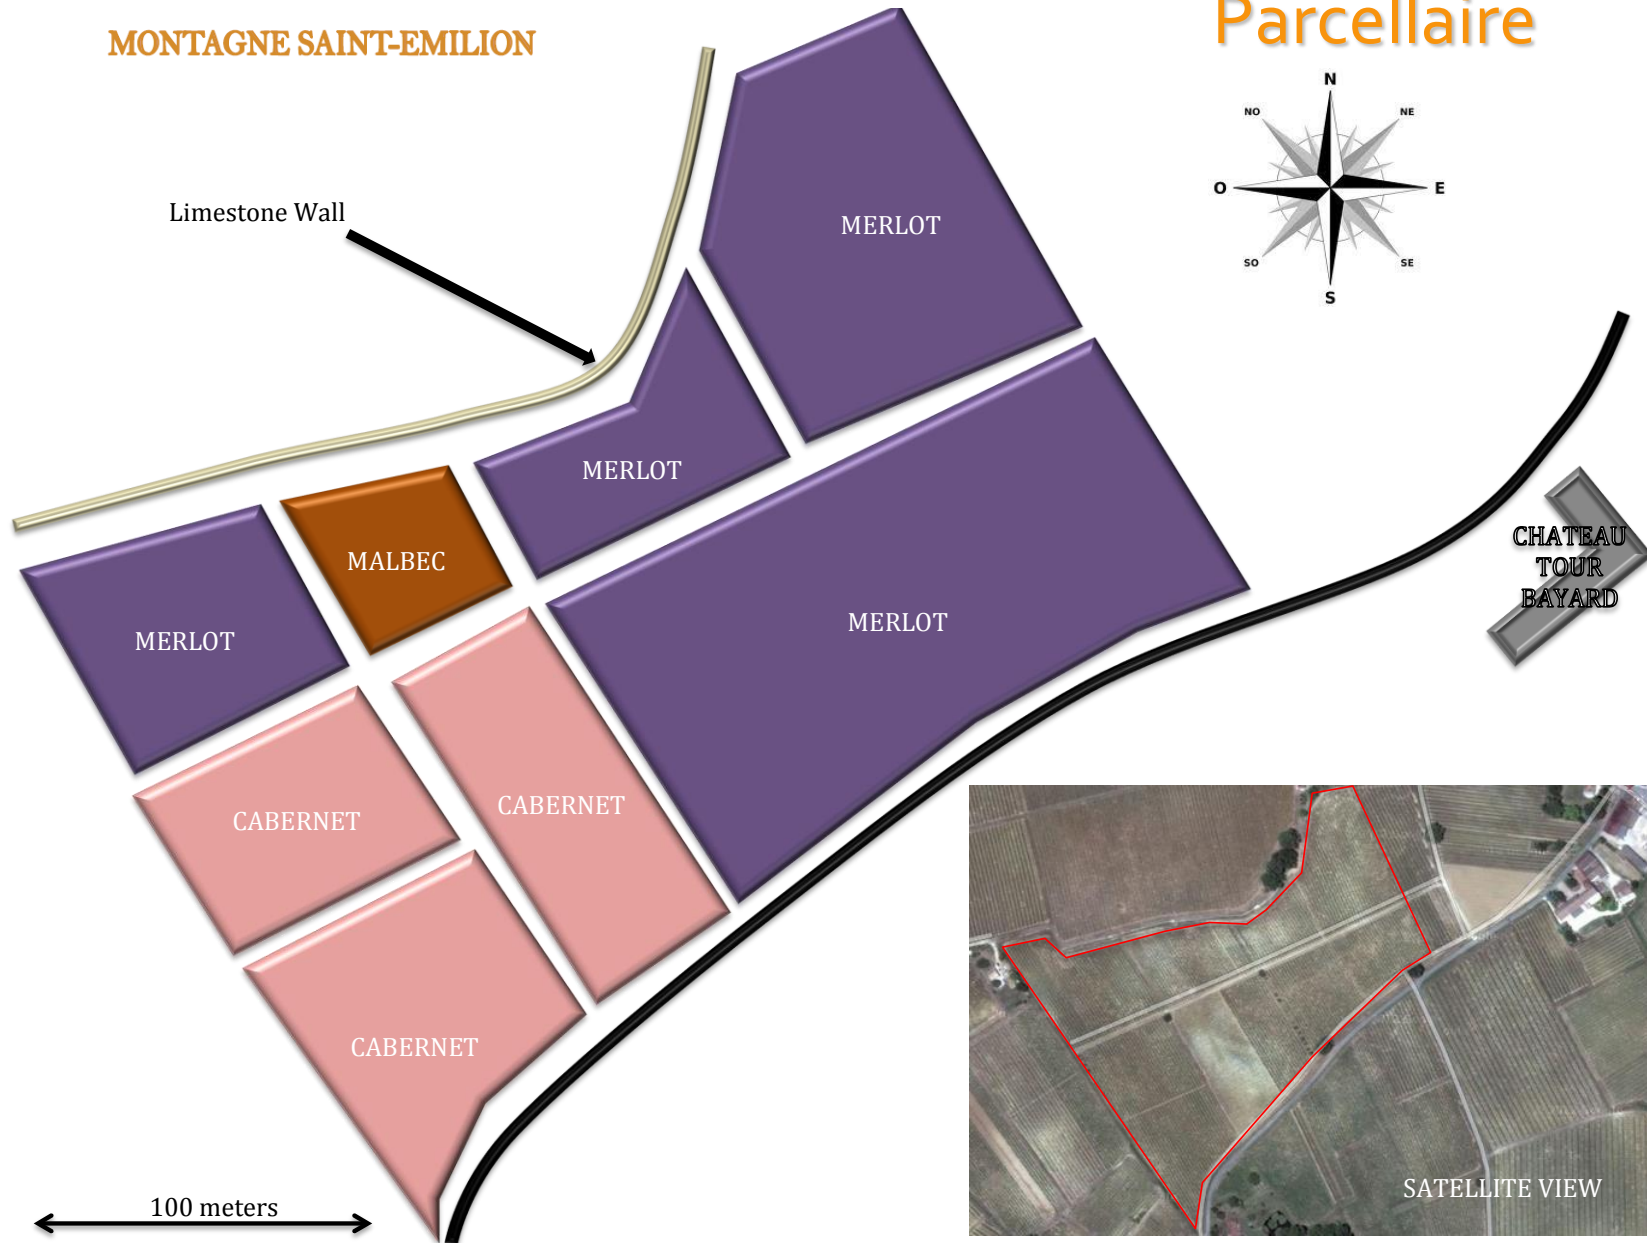 Parcellaire
MONTAGNE SAINT-EMILION
N
NO
NE
O
E
SO
SE
S
Limestone Wall
MERLOT
MERLOT
MALBEC
MERLOT
MERLOT
CHATEAU
TOUR
BAYARD
CABERNET
CABERNET
CABERNET
SATELLITE VIEW
100 meters